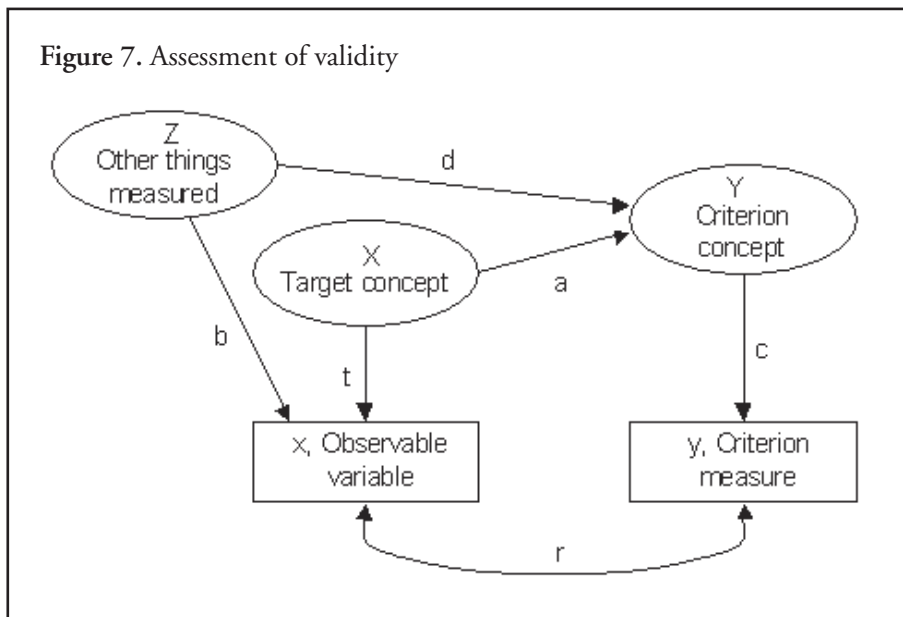 Figure 7. Assessment of validity
Z
Other things
measured
d
Y
Criterion
concept
X
Target concept
a
b
t
c
x, Observable
variable
y, Criterion
measure
r